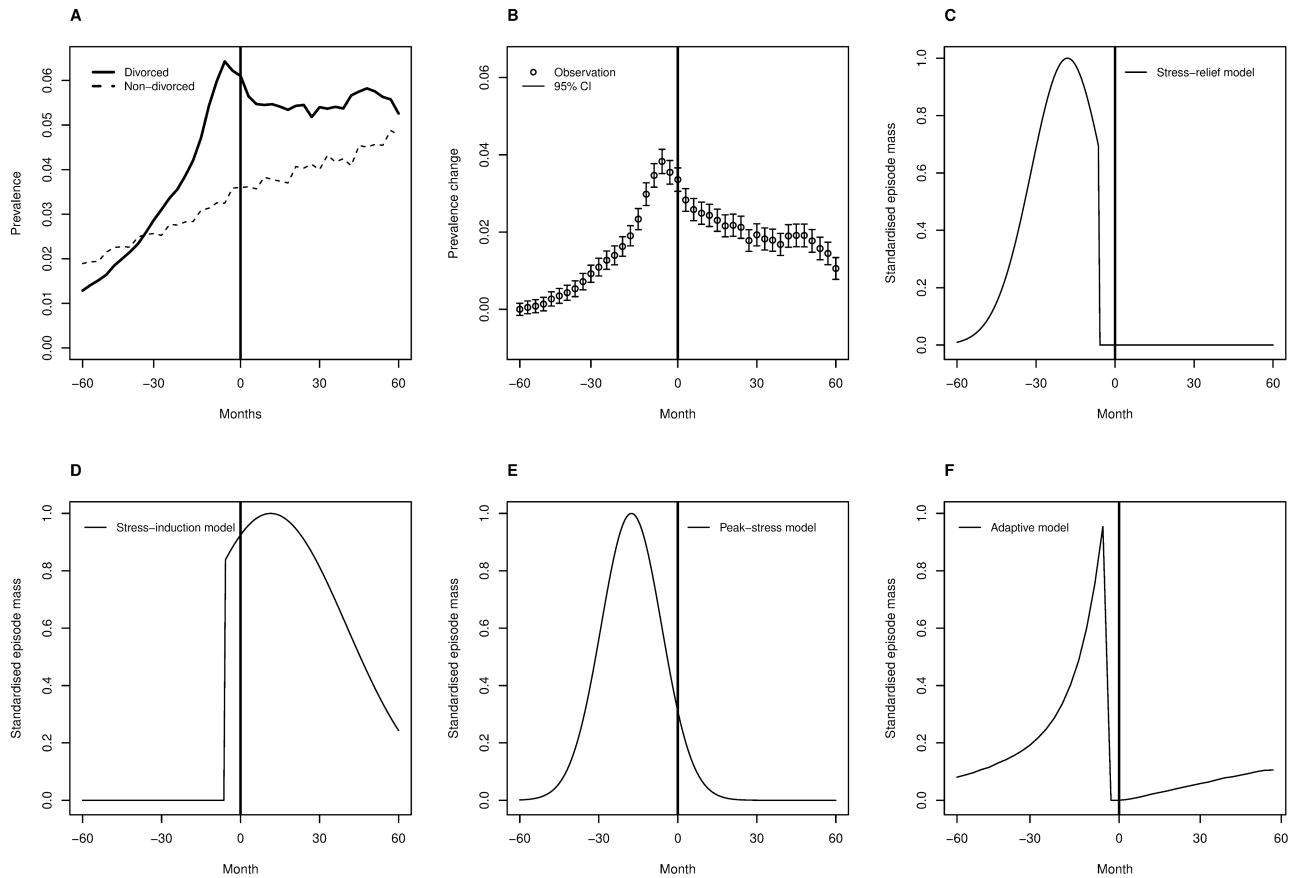 A
Divorced
Non−divorced
Prevalence
0.00 0.01 0.02 0.03 0.04 0.05 0.06
−60 −30 0 30 60
Months
B
Observation
95% CI
Prevalence change
0.00 0.02 0.04 0.06
−60 −30 0 30 60
Month
C
Stress−relief model
Standardised episode mass
0.0 0.2 0.4 0.6 0.8 1.0
−60 −30 0 30 60
Month
D
Stress−induction model
Standardised episode mass
0.0 0.2 0.4 0.6 0.8 1.0
−60 −30 0 30 60
Month
E
Peak−stress model
Standardised episode mass
0.0 0.2 0.4 0.6 0.8 1.0
−60 −30 0 30 60
Month
F
Adaptive model
Standardised episode mass
0.0 0.2 0.4 0.6 0.8 1.0
−60 −30 0 30 60
Month